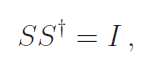 SS† = I ,